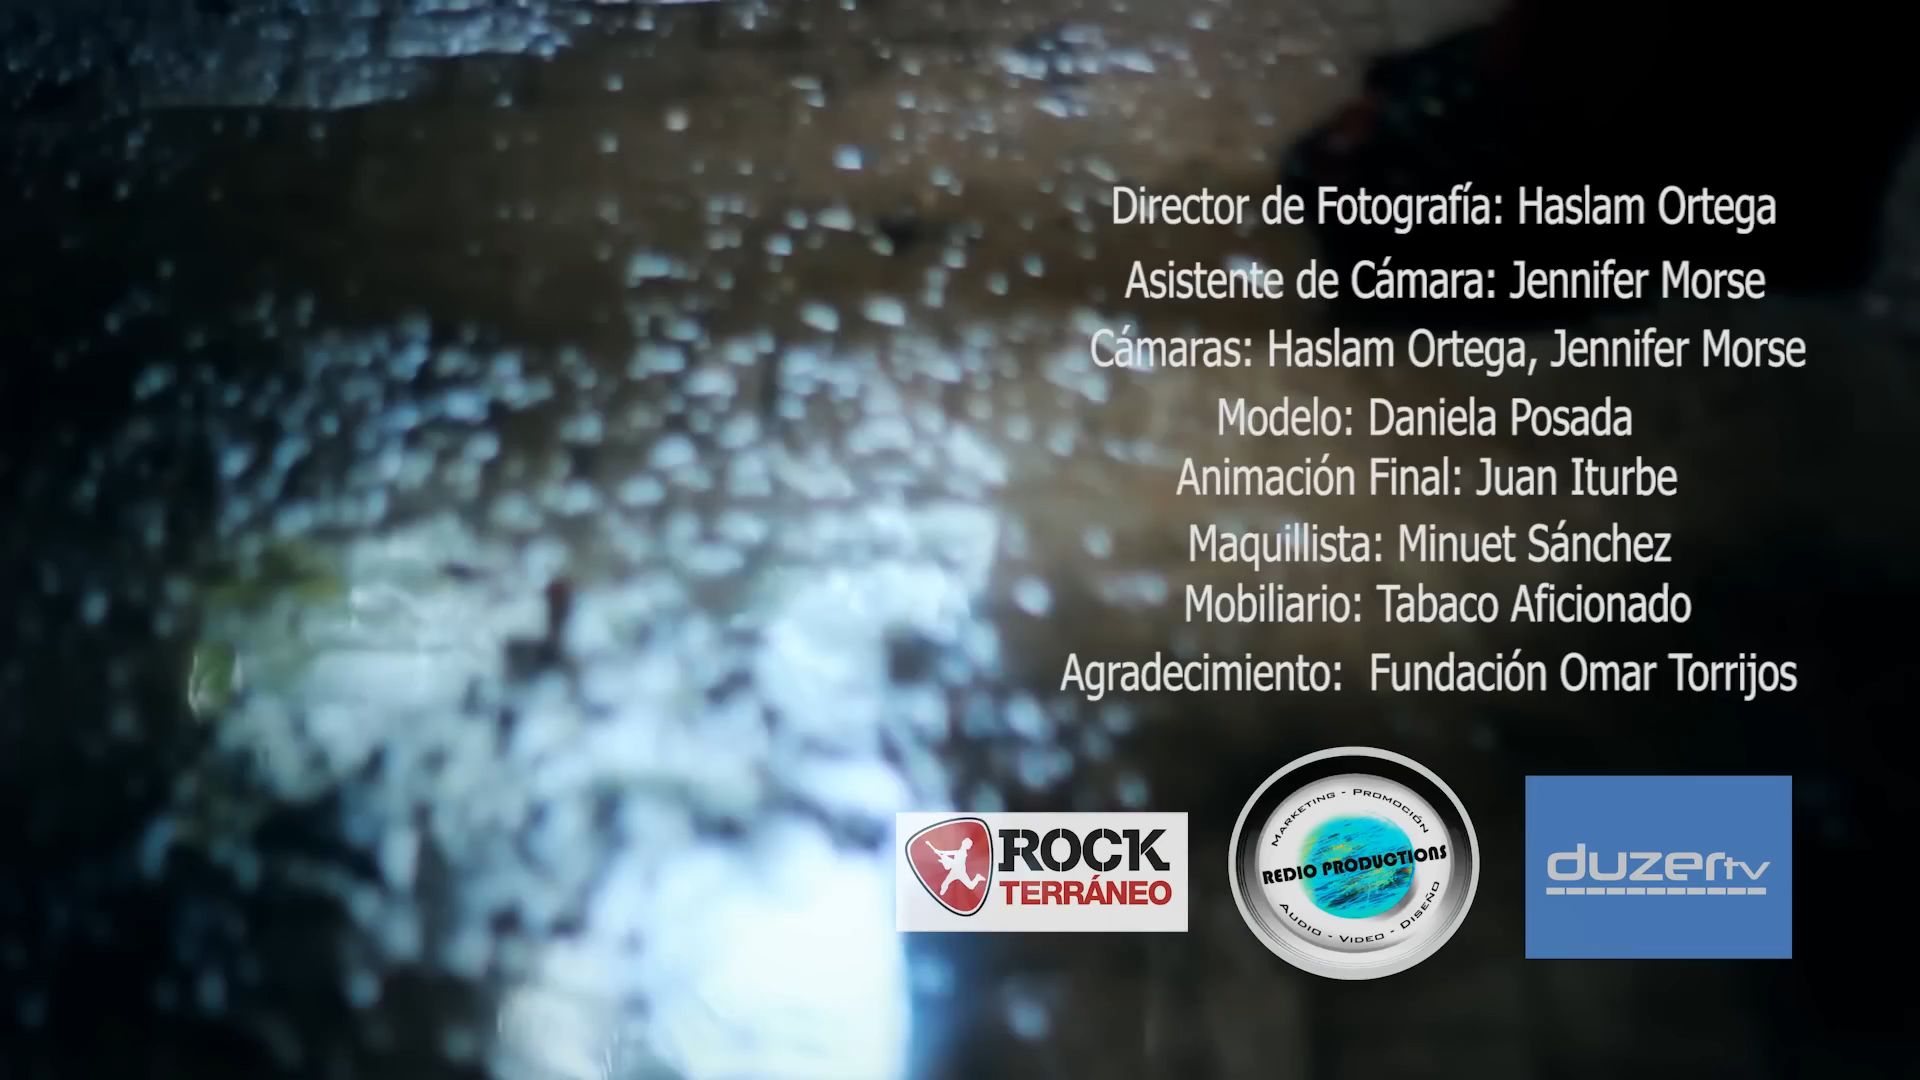 Director de Fotografía: Haslam Ortega
Asistente de Cámara: Jennifer Morse
Cámaras: Haslam Ortega, Jennifer Morse
Modelo: Daniela Posada
Animación Final: Juan Iturbe
Maquillista: Minuet Sánchez
Mobiliario: Tabaco Aficionado
Agradecimiento: Fundación Omar Torrijos
ROCK
TERRÁNEO
MARKETING - PROMOCIÓN
REDIO PRODUCTIONS
AUDIO - VIDEO - DISEÑO
duzertv